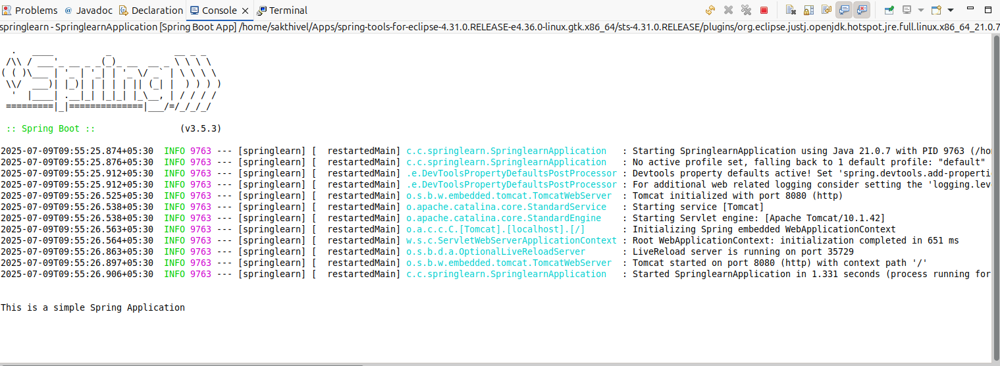 Problems @ Javadoc Declaration Console Terminal
springlearn - SpringlearnApplication [Spring Boot App] /home/sakthivel/Apps/spring-tools-for-eclipse-4.31.0.RELEASE-e4.36.0-linux.gtk.x86_64/sts-4.31.0.RELEASE/plugins/org.eclipse.justj.openjdk.hotspot.jre.full.linux.x86_64_21.0.7
  .   ____          _            __ _ _
 /\\ / ___'_ __ _ _(_)_ __  __ _ \ \ \ \
( ( )\___ | '_ | '_| | '_ \/ _` | \ \ \ \
 \\/  ___)| |_)| | | | | || (_| |  ) ) ) )
  '  |____| .__|_| |_|_| |_\__, | / / / /
 =========|_|==============|___/=/_/_/_/
 :: Spring Boot ::                (v3.5.3)
2025-07-09T09:55:25.874+05:30  INFO 9763 --- [springlearn] [  restartedMain] c.c.springlearn.SpringlearnApplication   : Starting SpringlearnApplication using Java 21.0.7 with PID 9763 (/ho
2025-07-09T09:55:25.876+05:30  INFO 9763 --- [springlearn] [  restartedMain] c.c.springlearn.SpringlearnApplication   : No active profile set, falling back to 1 default profile: "default"
2025-07-09T09:55:25.912+05:30  INFO 9763 --- [springlearn] [  restartedMain] .e.DevToolsPropertyDefaultsPostProcessor : Devtools property defaults active! Set 'spring.devtools.add-properti
2025-07-09T09:55:25.912+05:30  INFO 9763 --- [springlearn] [  restartedMain] .e.DevToolsPropertyDefaultsPostProcessor : For additional web related logging consider setting the 'logging.lev
2025-07-09T09:55:26.525+05:30  INFO 9763 --- [springlearn] [  restartedMain] o.s.b.w.embedded.tomcat.TomcatWebServer  : Tomcat initialized with port 8080 (http)
2025-07-09T09:55:26.538+05:30  INFO 9763 --- [springlearn] [  restartedMain] o.apache.catalina.core.StandardService   : Starting service [Tomcat]
2025-07-09T09:55:26.538+05:30  INFO 9763 --- [springlearn] [  restartedMain] o.apache.catalina.core.StandardEngine    : Starting Servlet engine: [Apache Tomcat/10.1.42]
2025-07-09T09:55:26.563+05:30  INFO 9763 --- [springlearn] [  restartedMain] o.a.c.c.C.[Tomcat].[localhost].[/]       : Initializing Spring embedded WebApplicationContext
2025-07-09T09:55:26.564+05:30  INFO 9763 --- [springlearn] [  restartedMain] w.s.c.ServletWebServerApplicationContext : Root WebApplicationContext: initialization completed in 651 ms
2025-07-09T09:55:26.863+05:30  INFO 9763 --- [springlearn] [  restartedMain] o.s.b.d.a.OptionalLiveReloadServer       : LiveReload server is running on port 35729
2025-07-09T09:55:26.897+05:30  INFO 9763 --- [springlearn] [  restartedMain] o.s.b.w.embedded.tomcat.TomcatWebServer  : Tomcat started on port 8080 (http) with context path '/'
2025-07-09T09:55:26.906+05:30  INFO 9763 --- [springlearn] [  restartedMain] c.c.springlearn.SpringlearnApplication   : Started SpringlearnApplication in 1.331 seconds (process running for
This is a simple Spring Application